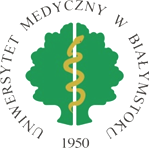 UNIWERSYTET MEDYCZNY W BIAŁYMSTOKU
1950